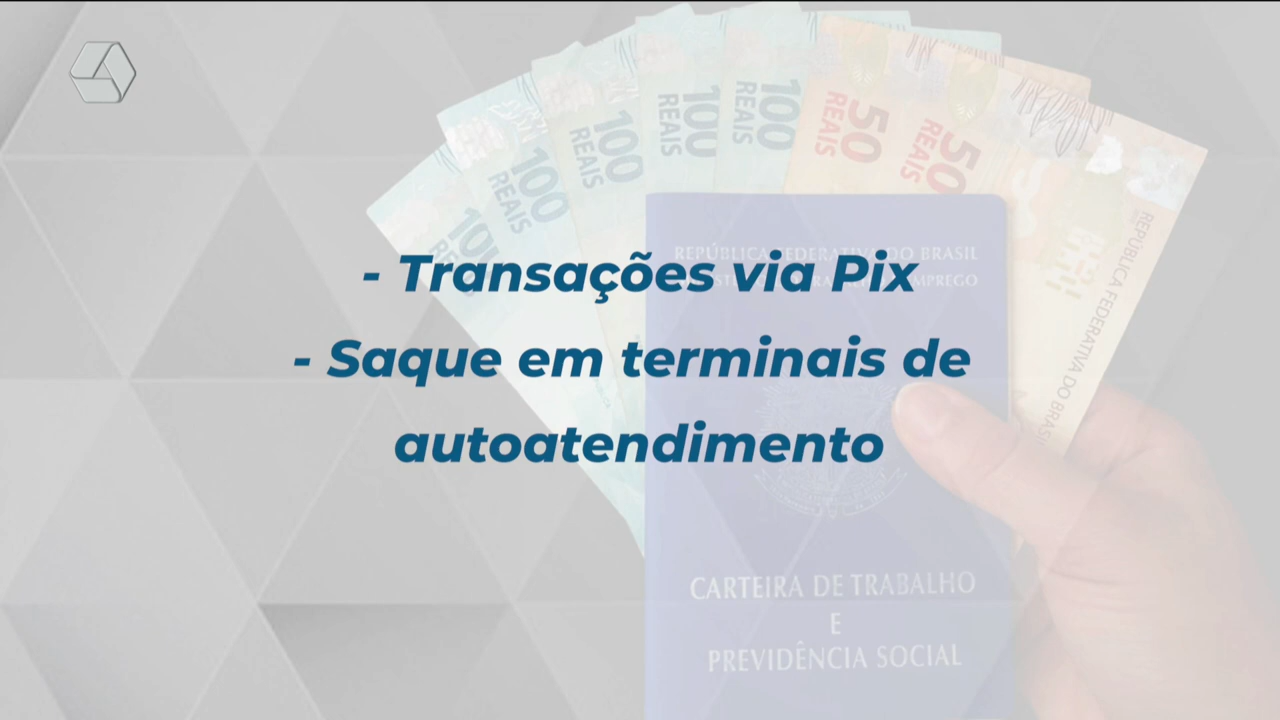 100
REAIS
100
REAIS
100
REAIS
100
REAIS
50
REAIS
50
REAIS
REPÚBLICA FEDERATIVA DO BRASIL
REPÚBLICA FEDERATIVA DO BRASIL
- Transações via Pix
- Saque em terminais de
autoatendimento
CARTEIRA DE TRABALHO
E
PREVIDÊNCIA SOCIAL